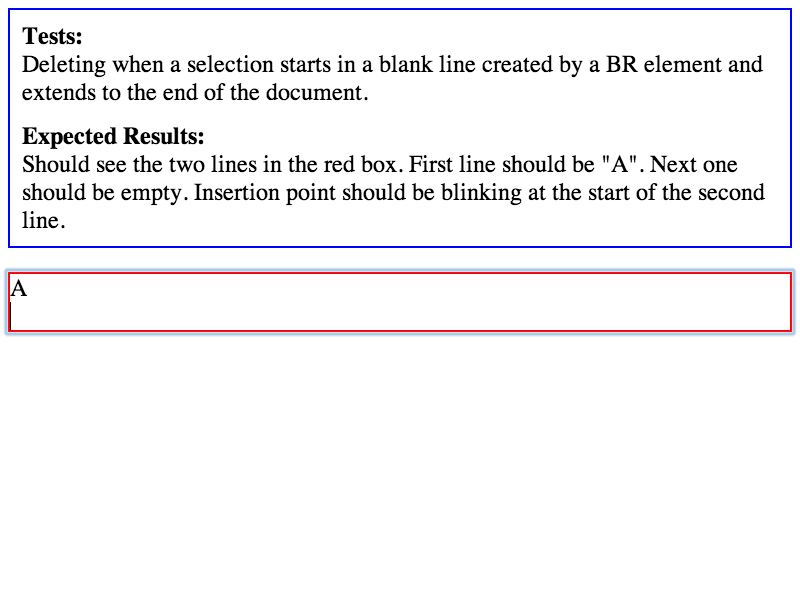 Tests:
Deleting when a selection starts in a blank line created by a BR element and
extends to the end of the document.
Expected Results:
Should see the two lines in the red box. First line should be "A". Next one
should be empty. Insertion point should be blinking at the start of the second
line.
A